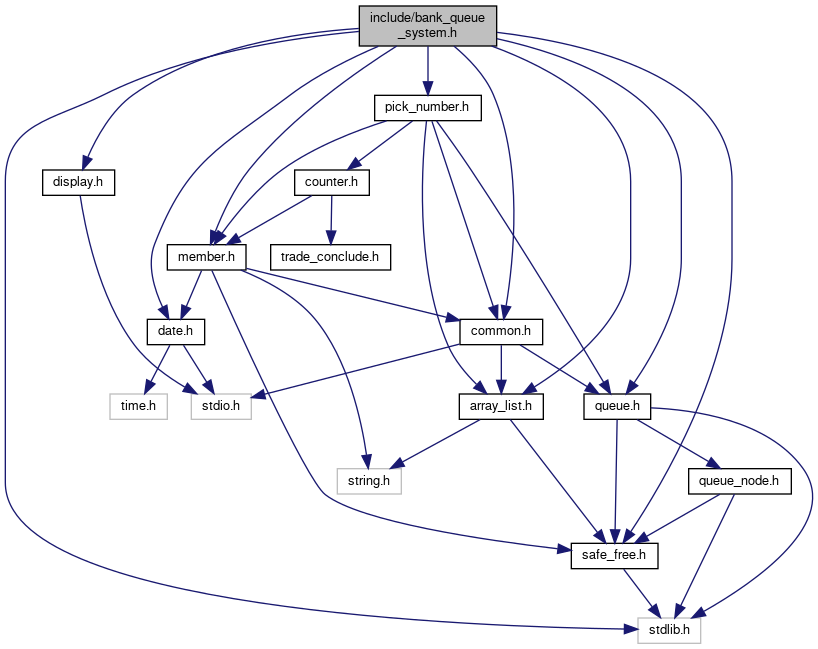 include/bank_queue
_system.h
pick_number.h
display.h
counter.h
member.h
trade_conclude.h
date.h
common.h
time.h
stdio.h
array_list.h
queue.h
string.h
queue_node.h
safe_free.h
stdlib.h